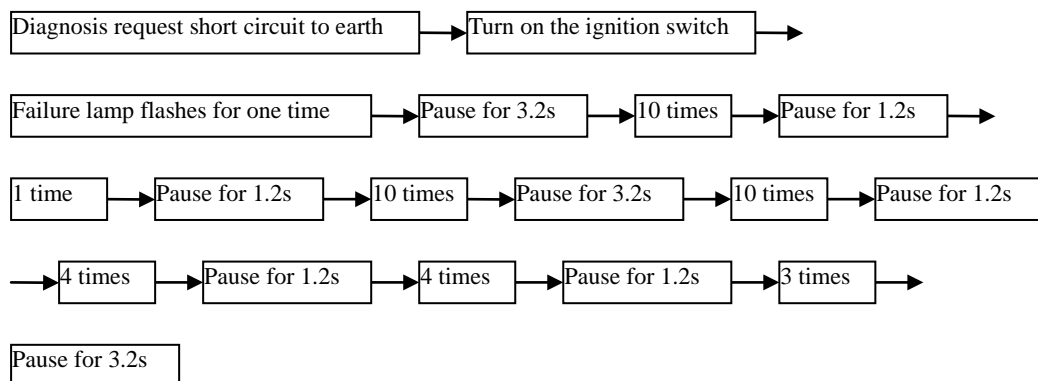 Diagnosis request short circuit to earth Turn on the ignition switch
Failure lamp flashes for one time Pause for 3.2s 10 times Pause for 1.2s
1 time Pause for 1.2s 10 times Pause for 3.2s 10 times Pause for 1.2s
4 times Pause for 1.2s 4 times Pause for 1.2s 3 times
Pause for 3.2s